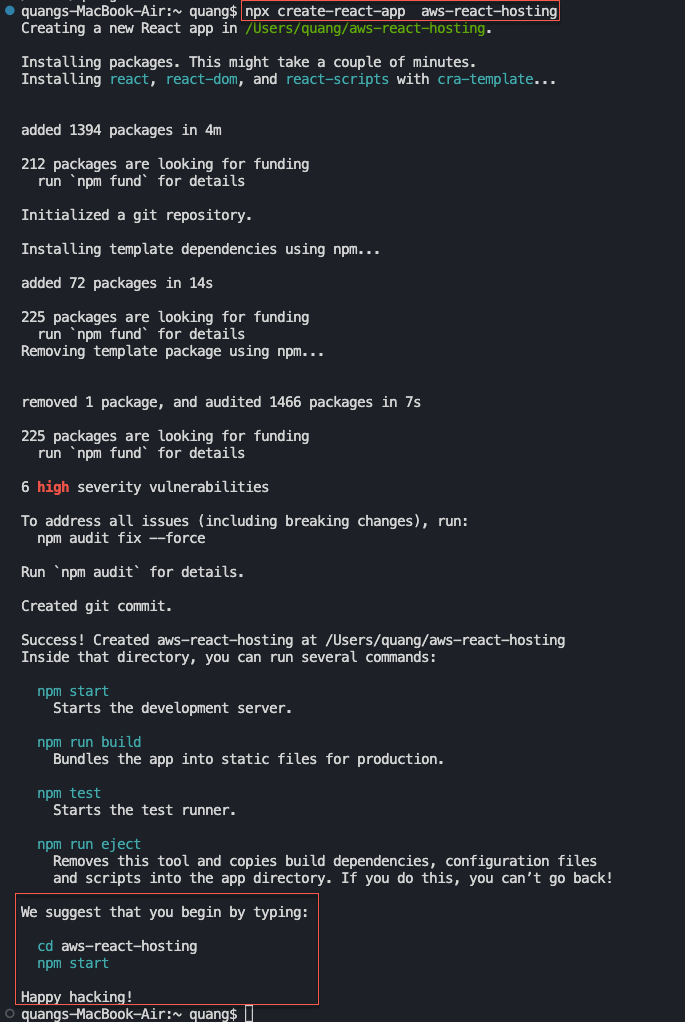 quangs-MacBook-Air:~ quang$ npx create-react-app  aws-react-hosting
Creating a new React app in /Users/quang/aws-react-hosting.
Installing packages. This might take a couple of minutes.
Installing react, react-dom, and react-scripts with cra-template...
added 1394 packages in 4m
212 packages are looking for funding
  run `npm fund` for details
Initialized a git repository.
Installing template dependencies using npm...
added 72 packages in 14s
225 packages are looking for funding
  run `npm fund` for details
Removing template package using npm...
removed 1 package, and audited 1466 packages in 7s
225 packages are looking for funding
  run `npm fund` for details
6 high severity vulnerabilities
To address all issues (including breaking changes), run:
  npm audit fix --force
Run `npm audit` for details.
Created git commit.
Success! Created aws-react-hosting at /Users/quang/aws-react-hosting
Inside that directory, you can run several commands:
  npm start
    Starts the development server.
  npm run build
    Bundles the app into static files for production.
  npm test
    Starts the test runner.
  npm run eject
    Removes this tool and copies build dependencies, configuration files
    and scripts into the app directory. If you do this, you can’t go back!
We suggest that you begin by typing:
  cd aws-react-hosting
  npm start
Happy hacking!
quangs-MacBook-Air:~ quang$